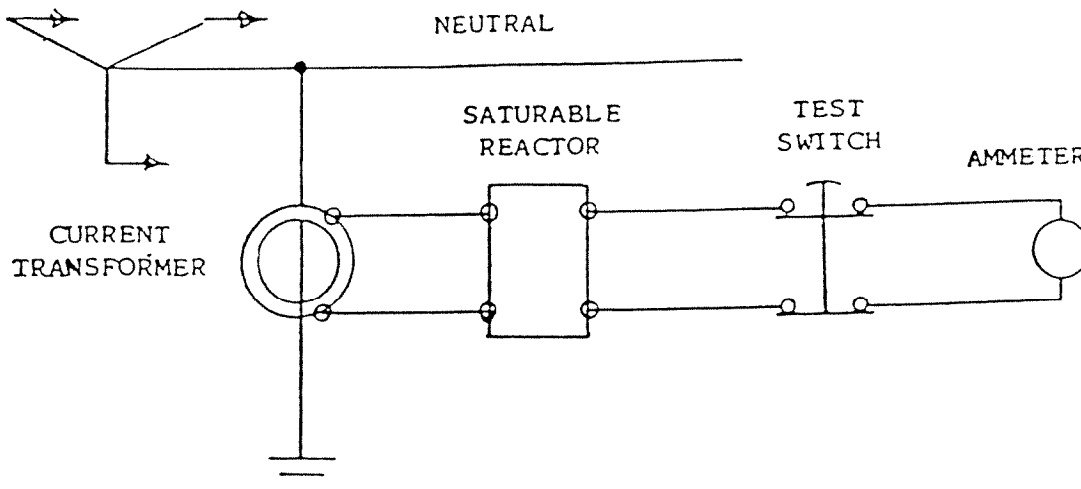 NEUTRAL
SATURABLE
REACTOR
TEST
SWITCH
AMMETER
CURRENT
TRANSFORMER